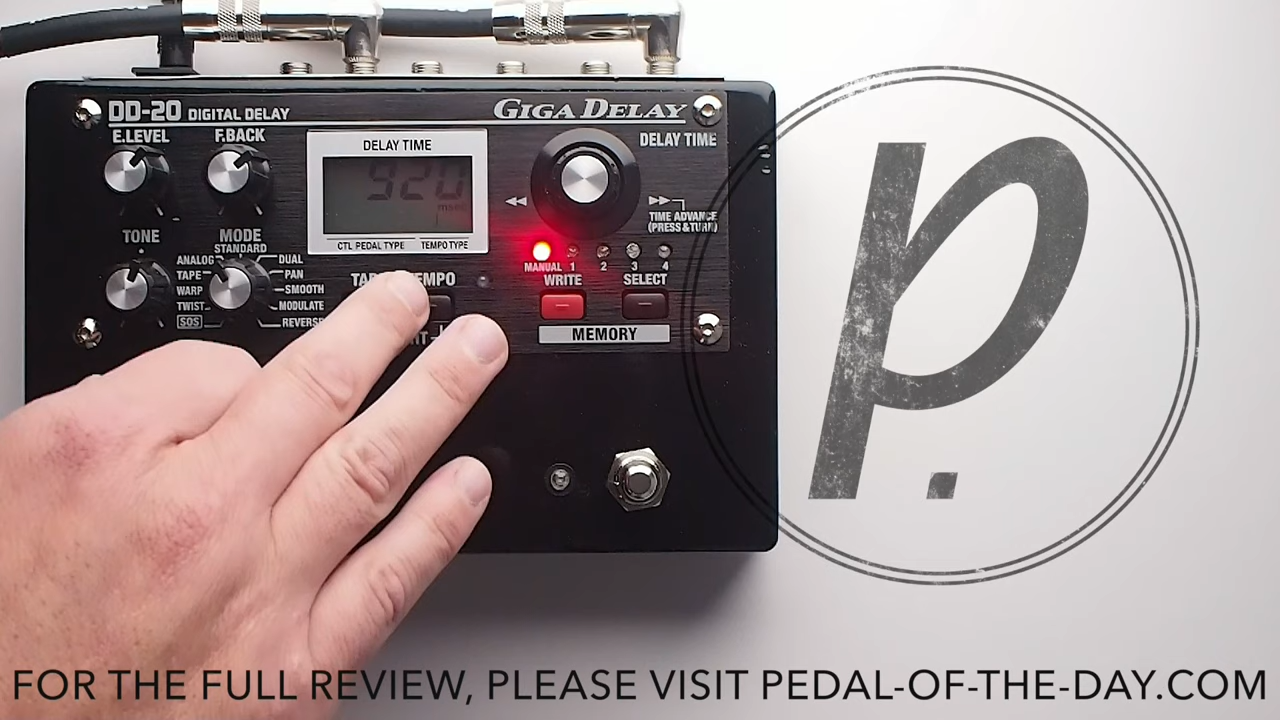 DD-20 DIGITAL DELAY
GIGA DELAY
E.LEVEL
F.BACK
DELAY TIME
DELAY TIME
920
msec
TIME ADVANCE
(PRESS & TURN)
CTL PEDAL TYPE
TEMPO TYPE
TONE
MODE
STANDARD
ANALOG
DUAL
TAPE
PAN
WARP
SMOOTH
TWIST
MODULATE
SOS
REVERSE
MANUAL 1 2 3 4
WRITE
SELECT
MEMORY
p.
FOR THE FULL REVIEW, PLEASE VISIT PEDAL-OF-THE-DAY.COM